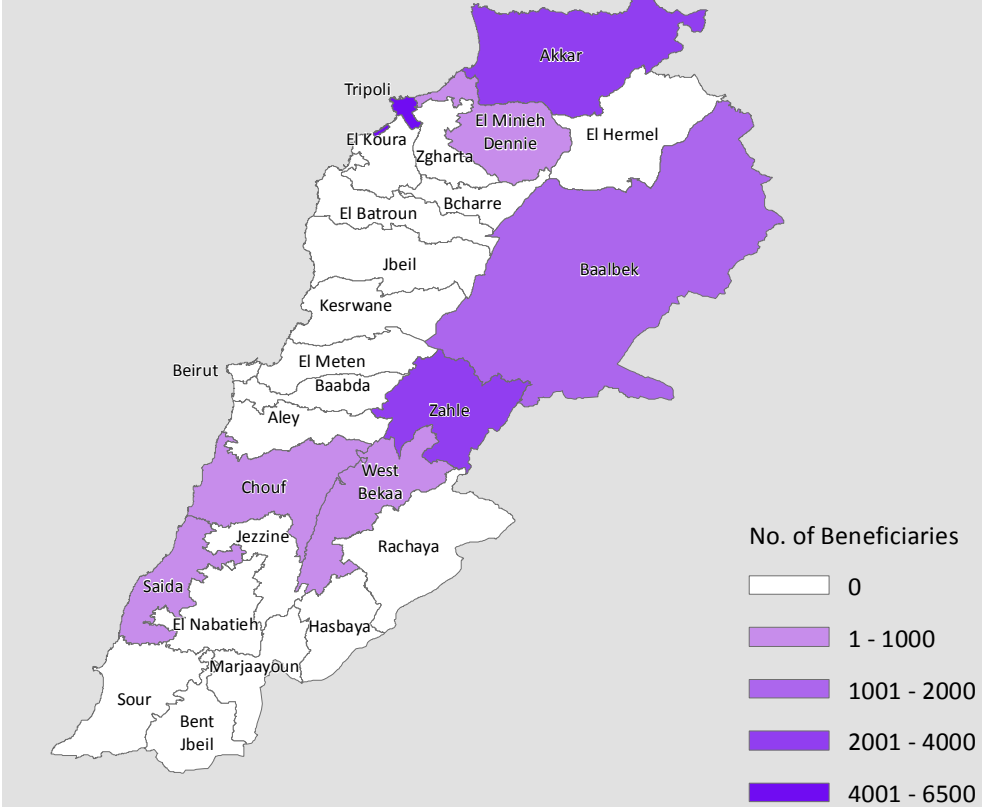 Akkar
Tripoli
El Minieh
Dennie
El Hermel
El Koura
Zgharta
Bcharre
El Batroun
Jbeil
Baalbek
Kesrwane
El Meten
Beirut
Baabda
Zahle
Aley
West
Bekaa
Chouf
Jezzine
Rachaya
Saida
El Nabatieh
Hasbaya
Marjaayoun
Sour
Bent
Jbeil
No. of Beneficiaries
0
1 - 1000
1001 - 2000
2001 - 4000
4001 - 6500